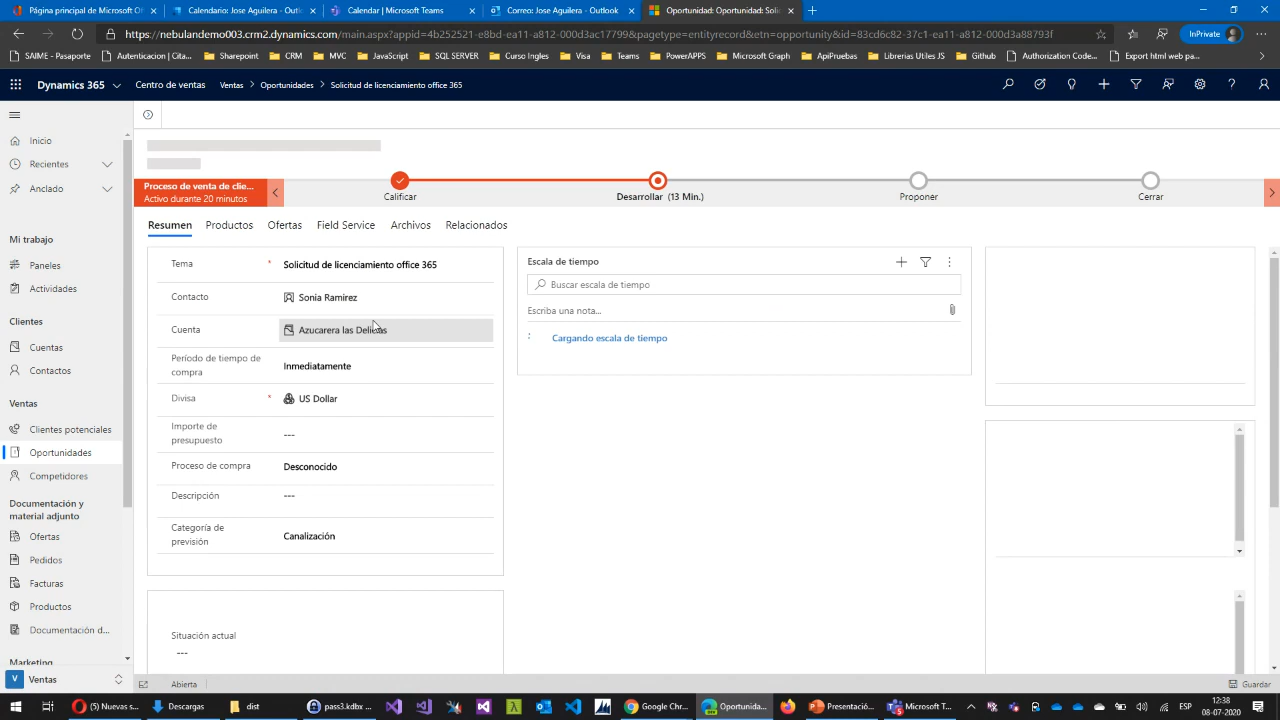 Página principal de Microsoft Of
Calendario: Jose Aguilera - Outl
Calendar | Microsoft Teams
Correo: Jose Aguilera - Outlook
Oportunidad: Oportunidad: Solic
https://nebulandemo003.crm2.dynamics.com/main.aspx?appid=4b252521-e8bd-ea11-a812-000d3ac17799&pagetype=entityrecord&etn=opportunity&id=83cd6c82-37c1-ea11-a812-000d3a88793f
InPrivate
SAIME - Pasaporte
Autenticacion | Cita...
Sharepoint
CRM
MVC
JavaScript
SQL SERVER
Curso Ingles
Visa
Teams
PowerAPPS
Microsoft Graph
ApiPruebas
Librerias Utiles JS
Github
Authorization Code...
Export html web pa...
Dynamics 365
Centro de ventas
Ventas > Oportunidades > Solicitud de licenciamiento office 365
Inicio
Recientes
Anclado
Mi trabajo
Paneles
Actividades
Clientes
Cuentas
Contactos
Ventas
Clientes potenciales
Oportunidades
Competidores
Documentación y
material adjunto
Ofertas
Pedidos
Facturas
Productos
Documentación d...
Marketing
V Ventas
Proceso de venta de clie...
Activo durante 20 minutos
Calificar
Desarrollar (13 Min.)
Proponer
Cerrar
Resumen
Productos
Ofertas
Field Service
Archivos
Relacionados
Tema * Solicitud de licenciamiento office 365
Contacto Sonia Ramirez
Cuenta Azucarera las Delicias
Período de tiempo de
compra
Inmediatamente
Divisa * US Dollar
Importe de
presupuesto
---
Proceso de compra Desconocido
Descripción ---
Categoría de
previsión
Canalización
Situación actual
---
Escala de tiempo
Buscar escala de tiempo
Escriba una nota...
Cargando escala de tiempo
Abierta
Guardar
(5) Nuevas s...
Descargas
dist
pass3.kdbx ...
Google Chr...
Oportunida...
Presentació...
Microsoft T...
ESP
12:38
08-07-2020